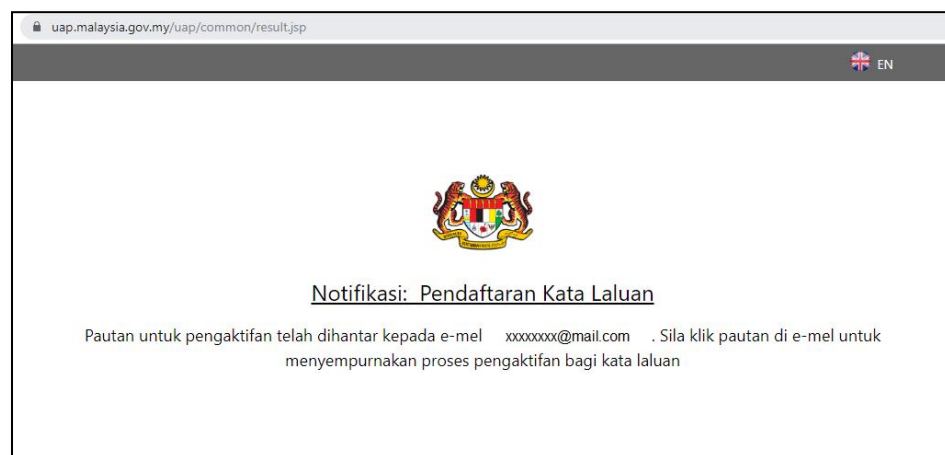 uap.malaysia.gov.my/uap/common/result.jsp
EN
Notifikasi: Pendaftaran Kata Laluan
Pautan untuk pengaktifan telah dihantar kepada e-mel xxxxxxx@mail.com . Sila klik pautan di e-mel untuk
menyempurnakan proses pengaktifan bagi kata laluan